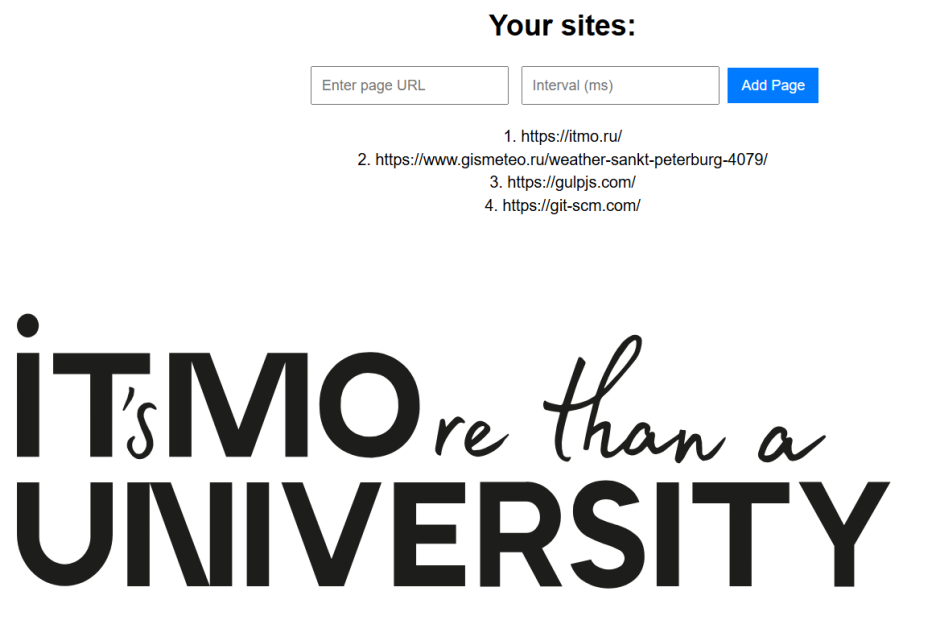 Your sites:
Enter page URL Interval (ms) Add Page
1. https://itmo.ru/
2. https://www.gismeteo.ru/weather-sankt-peterburg-4079/
3. https://gulpjs.com/
4. https://git-scm.com/
iT'sMOre than a
UNIVERSITY